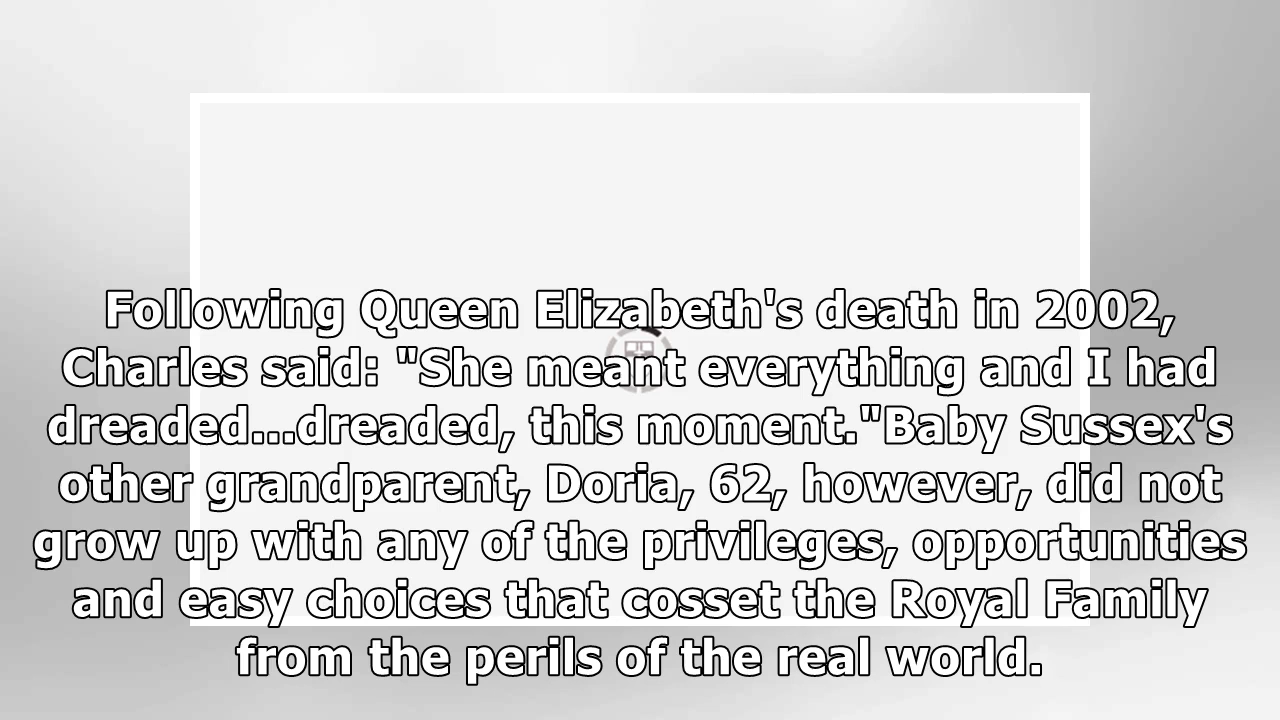 Following Queen Elizabeth's death in 2002,
Charles said: "She meant everything and I had
dreaded...dreaded, this moment."Baby Sussex's
other grandparent, Doria, 62, however, did not
grow up with any of the privileges, opportunities
and easy choices that cosset the Royal Family
from the perils of the real world.